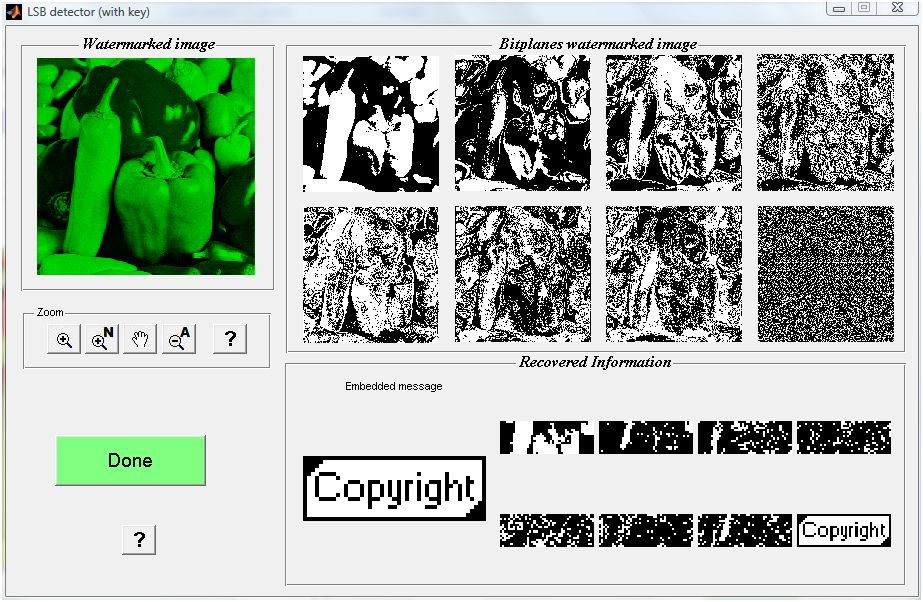 LSB detector (with key)
Watermarked image
Bitplanes watermarked image
Zoom
N
A
?
Recovered Information
Embedded message
Done
Copyright
Copyright
?